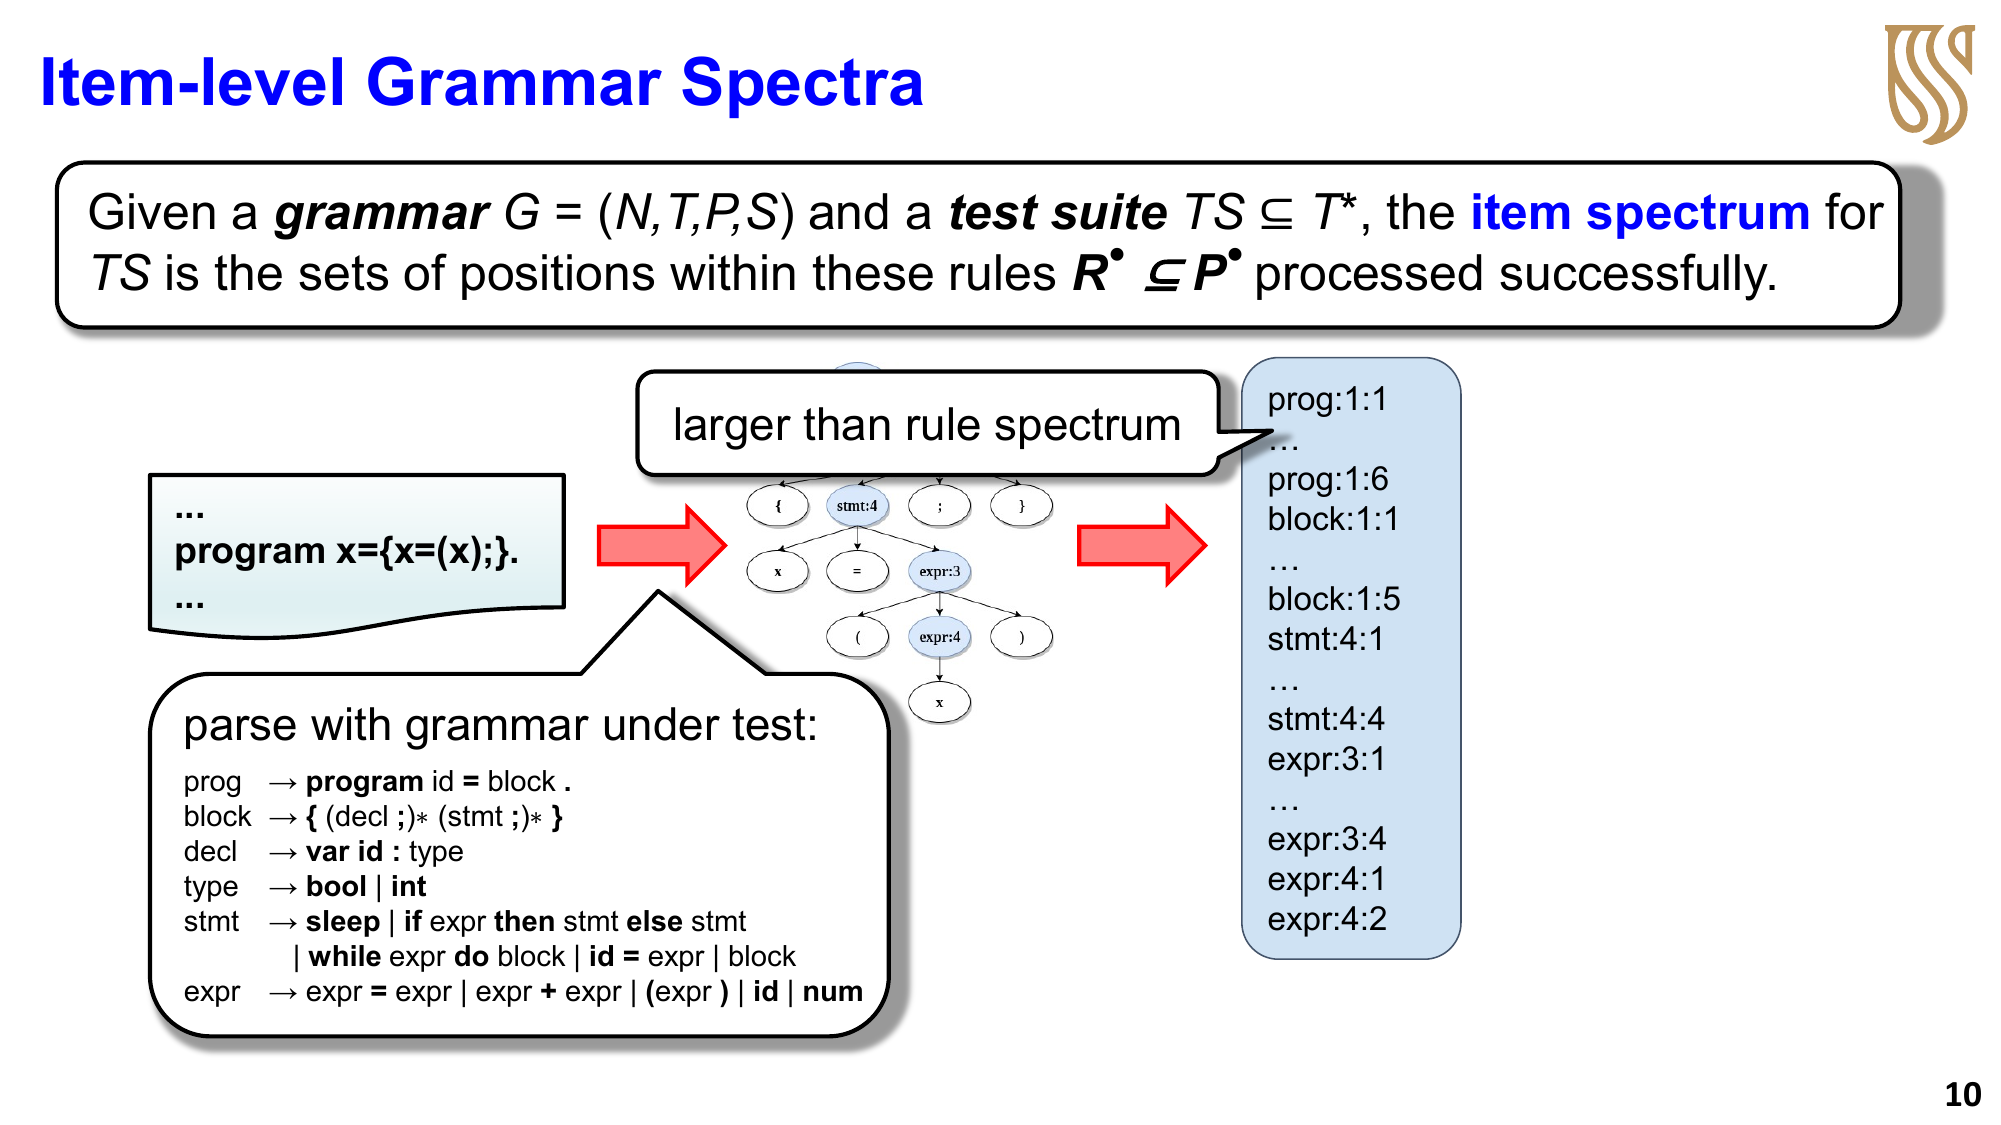 Item-level Grammar Spectra
Given a grammar G = (N,T,P,S) and a test suite TS ⊆ T*, the item spectrum for
TS is the sets of positions within these rules R• ⊆ P• processed successfully.
larger than rule spectrum
...
program x={x=(x);}.
...
{ stmt:4 ; }
x = expr:3
( expr:4 )
x
parse with grammar under test:
prog → program id = block .
block → { (decl ;)* (stmt ;)* }
decl → var id : type
type → bool | int
stmt → sleep | if expr then stmt else stmt
| while expr do block | id = expr | block
expr → expr = expr | expr + expr | (expr ) | id | num
prog:1:1
…
prog:1:6
block:1:1
…
block:1:5
stmt:4:1
…
stmt:4:4
expr:3:1
…
expr:3:4
expr:4:1
expr:4:2
10